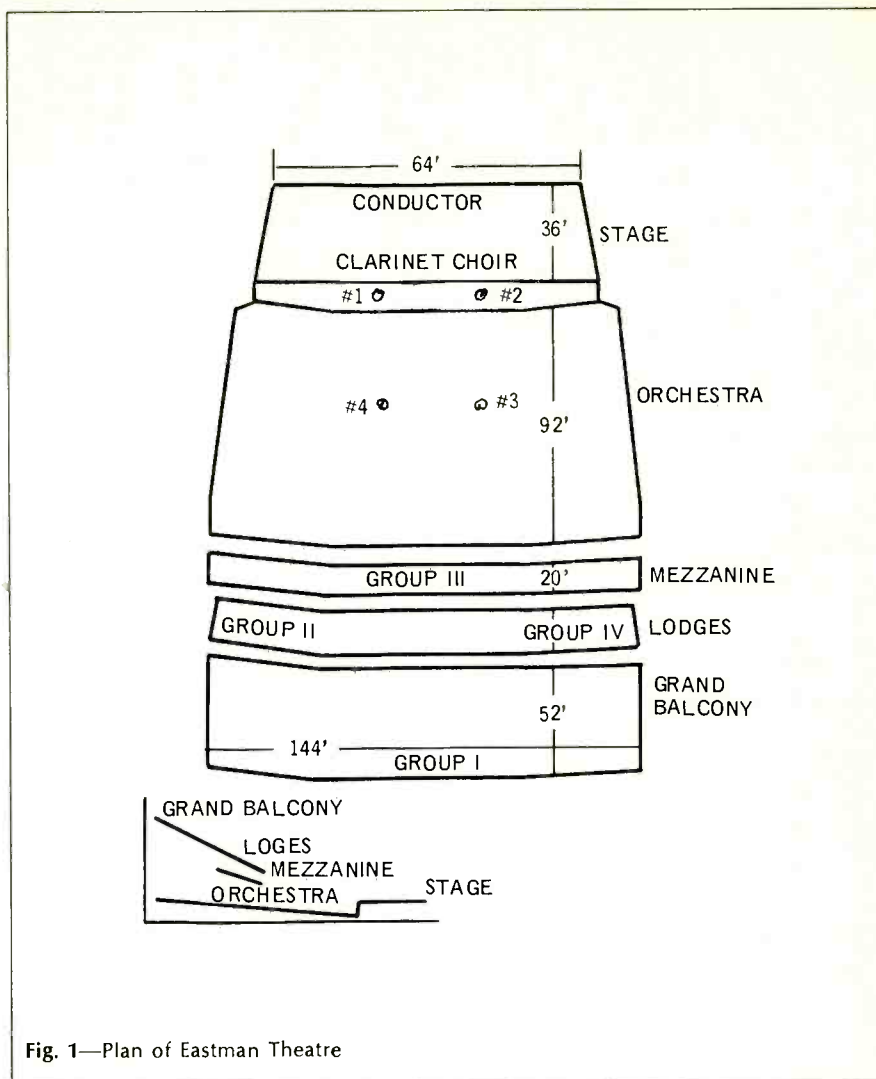 64'
CONDUCTOR
36'
STAGE
CLARINET CHOIR
#1 #2
ORCHESTRA
#4 #3
92'
GROUP III 20' MEZZANINE
GROUP II GROUP IV LODGES
GRAND
BALCONY
52'
144'
GROUP I
GRAND BALCONY
LOGES
MEZZANINE
ORCHESTRA STAGE
Fig. 1—Plan of Eastman Theatre